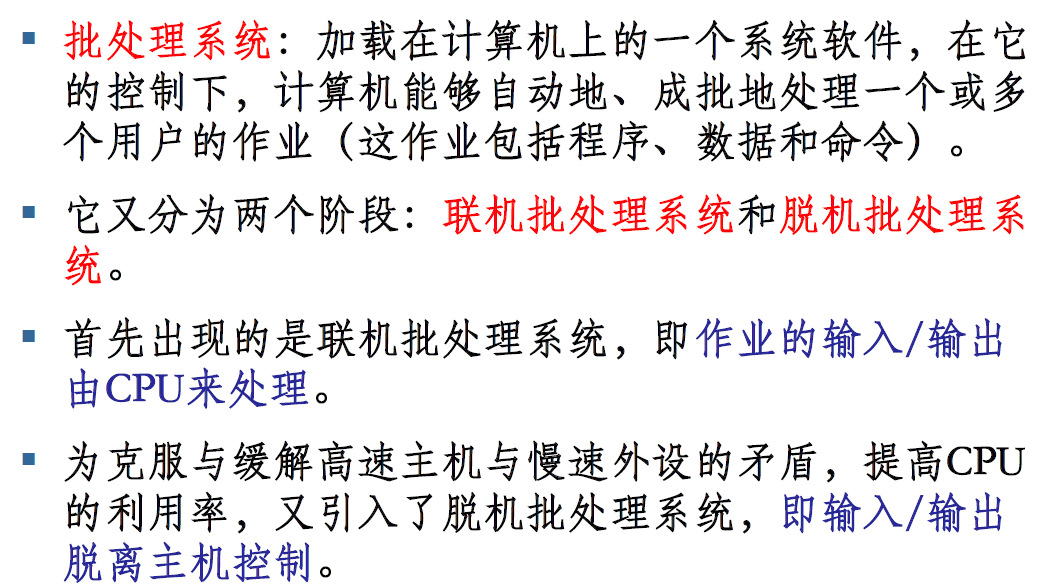 ▪ 批处理系统：加载在计算机上的一个系统软件，在它
的控制下，计算机能够自动地、成批地处理一个或多
个用户的作业（这作业包括程序、数据和命令）。
▪ 它又分为两个阶段：联机批处理系统和脱机批处理系
统。
▪ 首先出现的是联机批处理系统，即作业的输入/输出
由CPU来处理。
▪ 为克服与缓解高速主机与慢速外设的矛盾，提高CPU
的利用率，又引入了脱机批处理系统，即输入/输出
脱离主机控制。